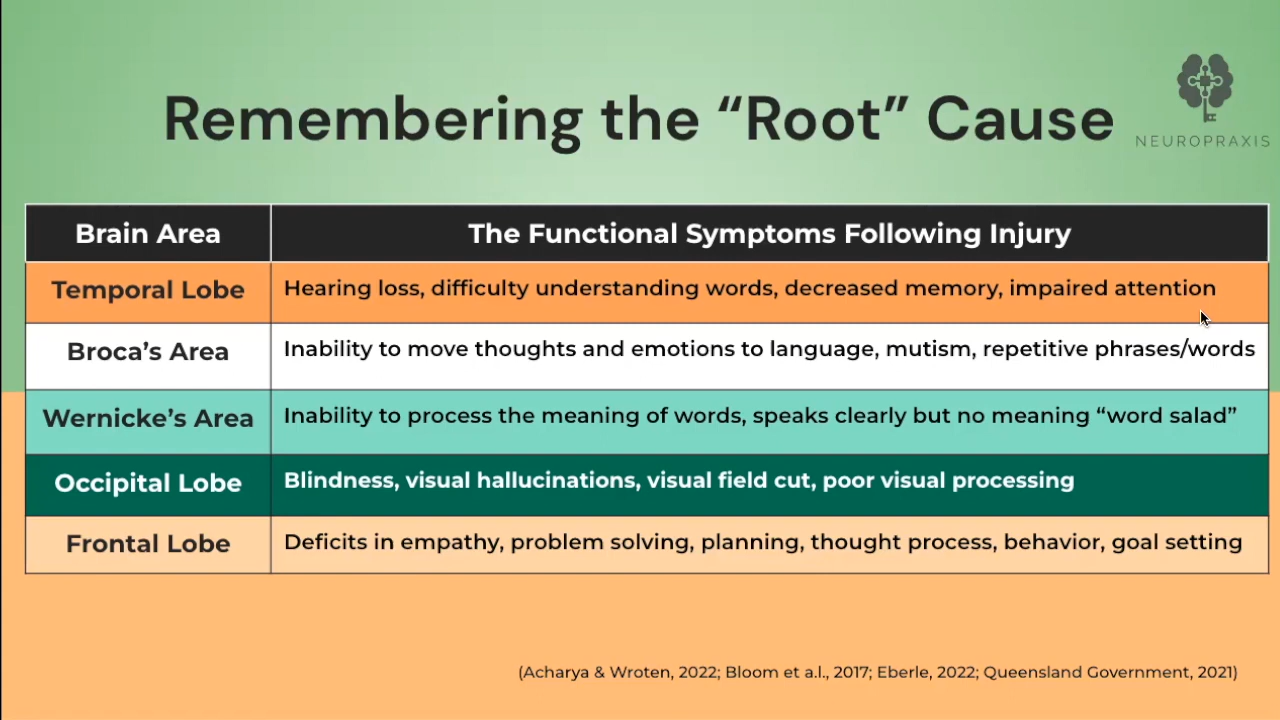 Remembering the “Root” Cause
NEUROPRAXIS
Brain Area
The Functional Symptoms Following Injury
Temporal Lobe
Hearing loss, difficulty understanding words, decreased memory, impaired attention
Broca’s Area
Inability to move thoughts and emotions to language, mutism, repetitive phrases/words
Wernicke’s Area
Inability to process the meaning of words, speaks clearly but no meaning “word salad”
Occipital Lobe
Blindness, visual hallucinations, visual field cut, poor visual processing
Frontal Lobe
Deficits in empathy, problem solving, planning, thought process, behavior, goal setting
(Acharya & Wroten, 2022; Bloom et a.l., 2017; Eberle, 2022; Queensland Government, 2021)